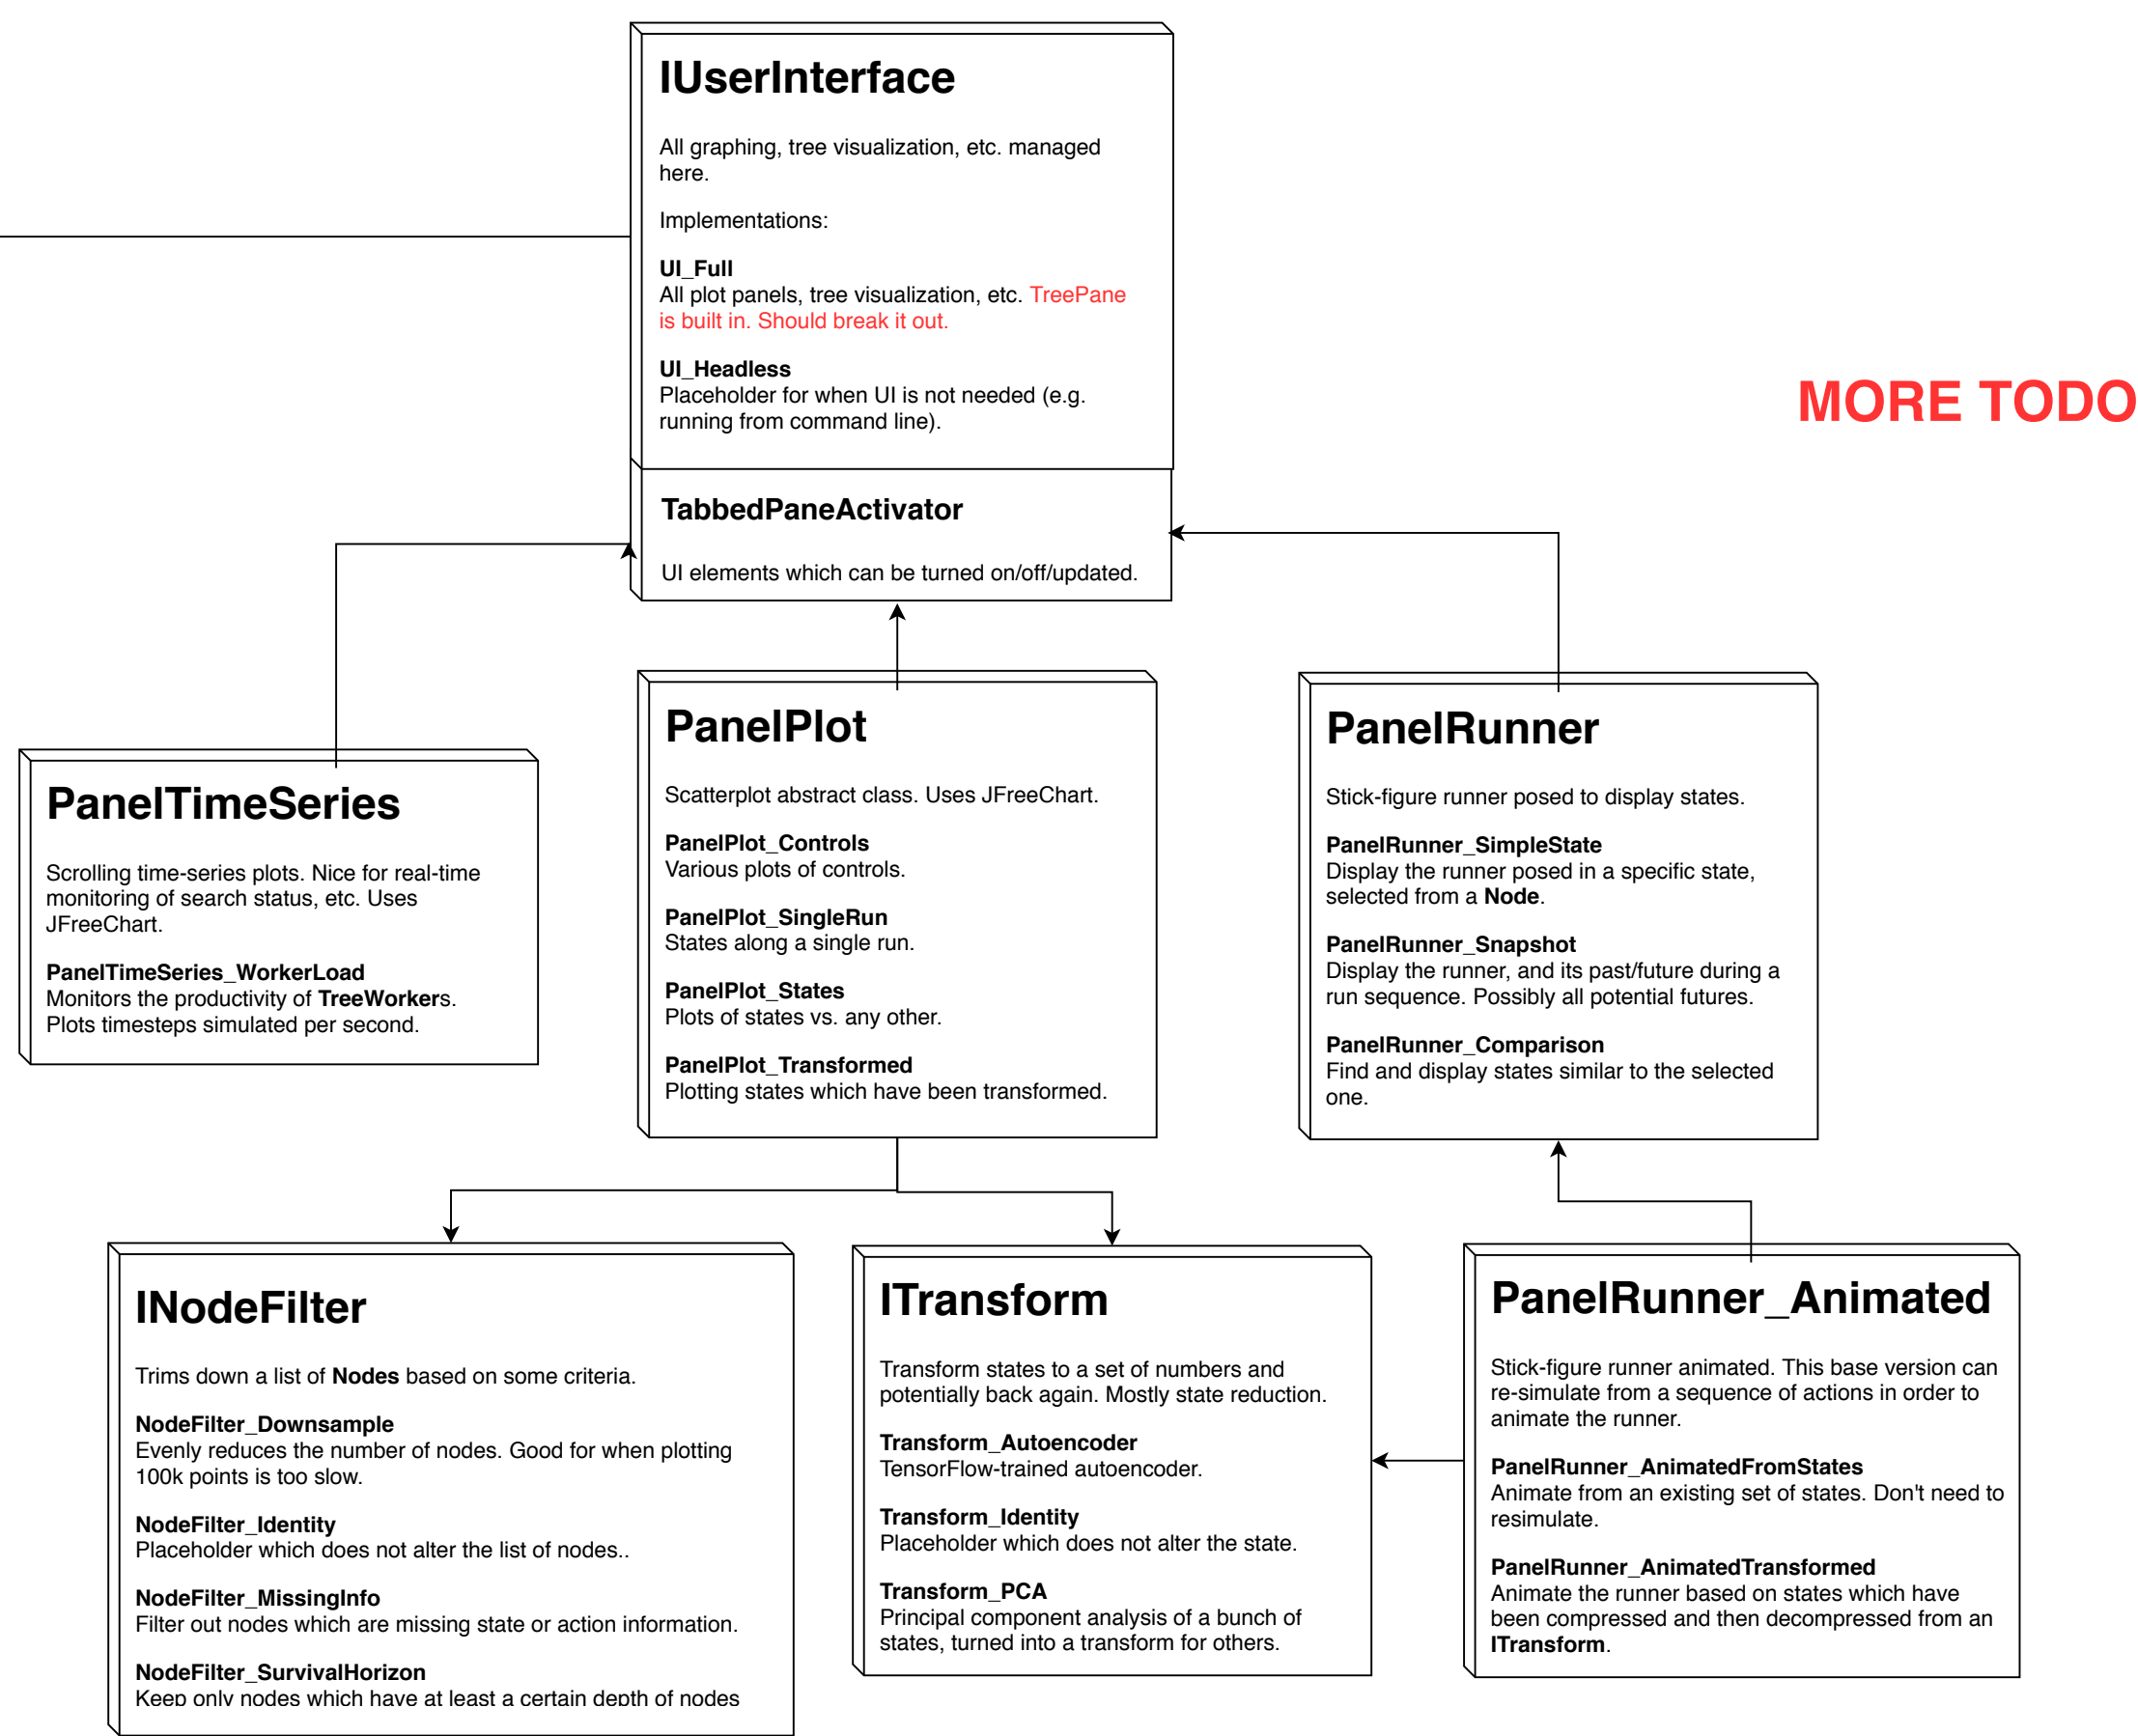 IUserInterface
All graphing, tree visualization, etc. managed
here.
Implementations:
UI_Full
All plot panels, tree visualization, etc. TreePane
is built in. Should break it out.
UI_Headless
Placeholder for when UI is not needed (e.g.
running from command line).
MORE TODO
TabbedPaneActivator
UI elements which can be turned on/off/updated.
PanelTimeSeries
Scrolling time-series plots. Nice for real-time
monitoring of search status, etc. Uses
JFreeChart.
PanelTimeSeries_WorkerLoad
Monitors the productivity of TreeWorkers.
Plots timesteps simulated per second.
PanelPlot
Scatterplot abstract class. Uses JFreeChart.
PanelPlot_Controls
Various plots of controls.
PanelPlot_SingleRun
States along a single run.
PanelPlot_States
Plots of states vs. any other.
PanelPlot_Transformed
Plotting states which have been transformed.
PanelRunner
Stick-figure runner posed to display states.
PanelRunner_SimpleState
Display the runner posed in a specific state,
selected from a Node.
PanelRunner_Snapshot
Display the runner, and its past/future during a
run sequence. Possibly all potential futures.
PanelRunner_Comparison
Find and display states similar to the selected
one.
INodeFilter
Trims down a list of Nodes based on some criteria.
NodeFilter_Downsample
Evenly reduces the number of nodes. Good for when plotting
100k points is too slow.
NodeFilter_Identity
Placeholder which does not alter the list of nodes..
NodeFilter_MissingInfo
Filter out nodes which are missing state or action information.
NodeFilter_SurvivalHorizon
Keep only nodes which have at least a certain depth of nodes
ITransform
Transform states to a set of numbers and
potentially back again. Mostly state reduction.
Transform_Autoencoder
TensorFlow-trained autoencoder.
Transform_Identity
Placeholder which does not alter the state.
Transform_PCA
Principal component analysis of a bunch of
states, turned into a transform for others.
PanelRunner_Animated
Stick-figure runner animated. This base version can
re-simulate from a sequence of actions in order to
animate the runner.
PanelRunner_AnimatedFromStates
Animate from an existing set of states. Don't need to
resimulate.
PanelRunner_AnimatedTransformed
Animate the runner based on states which have
been compressed and then decompressed from an
ITransform.